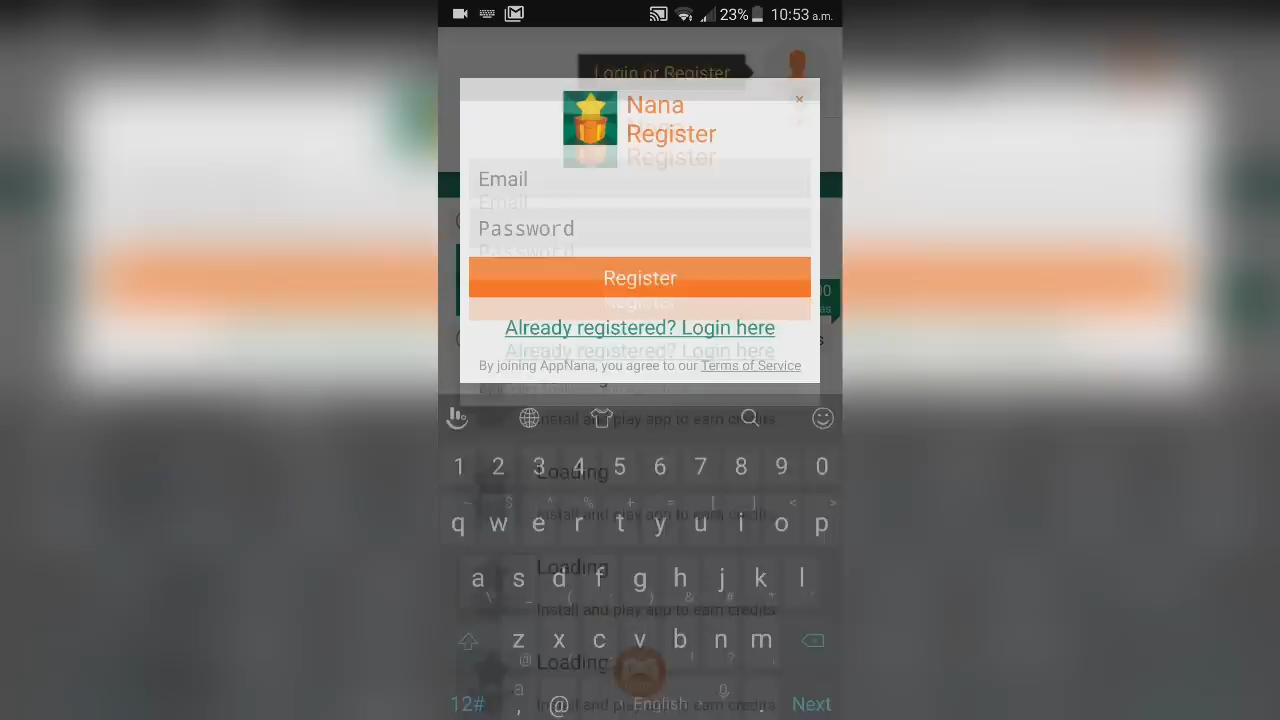 23% 10:53 a.m.
Login or Register
Nana
Register
Register
Email
Email
Password
Password
Register
Register
00
as
Already registered? Login here
Already registered? Login here
By joining AppNana, you agree to our Terms of Service
Install and play app to earn credits
1 2 3 4 5 6 7 8 9 0
Loading
q w e r t y u i o p
Install and play app to earn credits
Loading
a s d f g h j k l
Install and play app to earn credits
z x c v b n m
Loading
12# , @ English . Next
Install and play app to earn credits